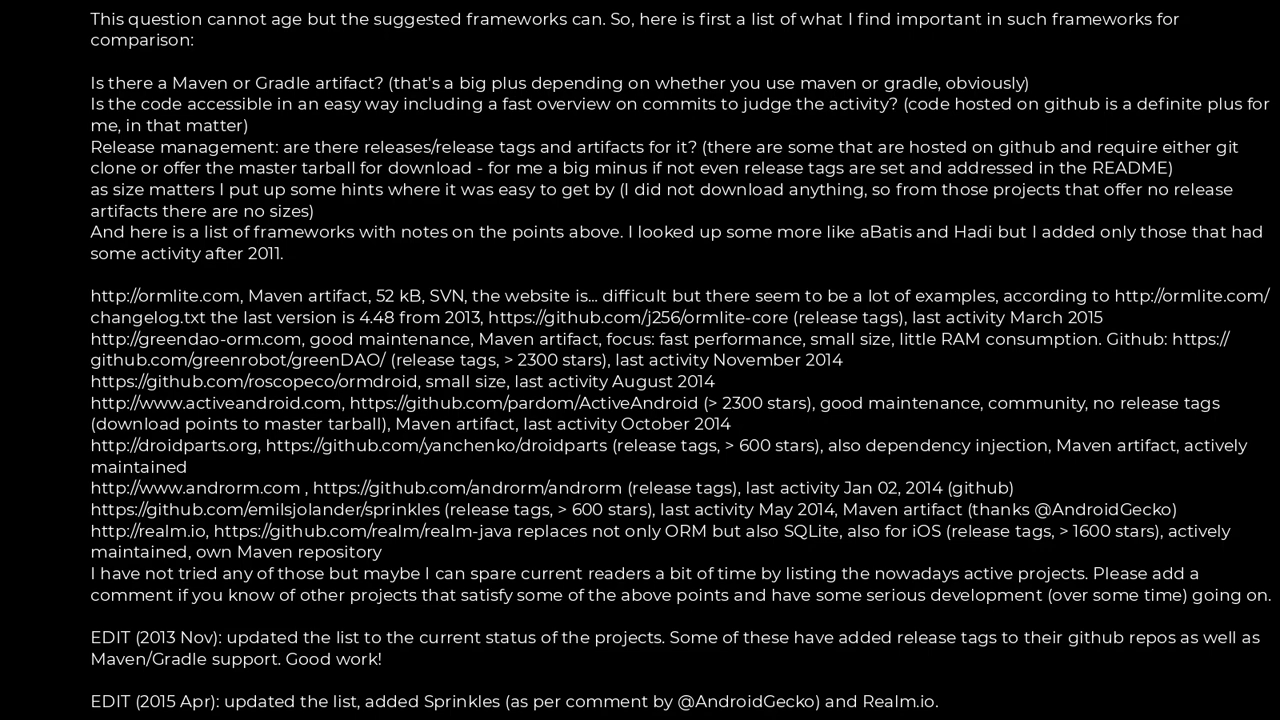 This question cannot age but the suggested frameworks can. So, here is first a list of what I find important in such frameworks for
comparison:
Is there a Maven or Gradle artifact? (that's a big plus depending on whether you use maven or gradle, obviously)
Is the code accessible in an easy way including a fast overview on commits to judge the activity? (code hosted on github is a definite plus for
me, in that matter)
Release management: are there releases/release tags and artifacts for it? (there are some that are hosted on github and require either git
clone or offer the master tarball for download - for me a big minus if not even release tags are set and addressed in the README)
as size matters I put up some hints where it was easy to get by (I did not download anything, so from those projects that offer no release
artifacts there are no sizes)
And here is a list of frameworks with notes on the points above. I looked up some more like aBatis and Hadi but I added only those that had
some activity after 2011.
http://ormlite.com, Maven artifact, 52 kB, SVN, the website is... difficult but there seem to be a lot of examples, according to http://ormlite.com/
changelog.txt the last version is 4.48 from 2013, https://github.com/j256/ormlite-core (release tags), last activity March 2015
http://greendao-orm.com, good maintenance, Maven artifact, focus: fast performance, small size, little RAM consumption. Github: https://
github.com/greenrobot/greenDAO/ (release tags, > 2300 stars), last activity November 2014
https://github.com/roscopeco/ormdroid, small size, last activity August 2014
http://www.activeandroid.com, https://github.com/pardom/ActiveAndroid (> 2300 stars), good maintenance, community, no release tags
(download points to master tarball), Maven artifact, last activity October 2014
http://droidparts.org, https://github.com/yanchenko/droidparts (release tags, > 600 stars), also dependency injection, Maven artifact, actively
maintained
http://www.androrm.com , https://github.com/androrm/androrm (release tags), last activity Jan 02, 2014 (github)
https://github.com/emilsjolander/sprinkles (release tags, > 600 stars), last activity May 2014, Maven artifact (thanks @AndroidGecko)
http://realm.io, https://github.com/realm/realm-java replaces not only ORM but also SQLite, also for iOS (release tags, > 1600 stars), actively
maintained, own Maven repository
I have not tried any of those but maybe I can spare current readers a bit of time by listing the nowadays active projects. Please add a
comment if you know of other projects that satisfy some of the above points and have some serious development (over some time) going on.
EDIT (2013 Nov): updated the list to the current status of the projects. Some of these have added release tags to their github repos as well as
Maven/Gradle support. Good work!
EDIT (2015 Apr): updated the list, added Sprinkles (as per comment by @AndroidGecko) and Realm.io.